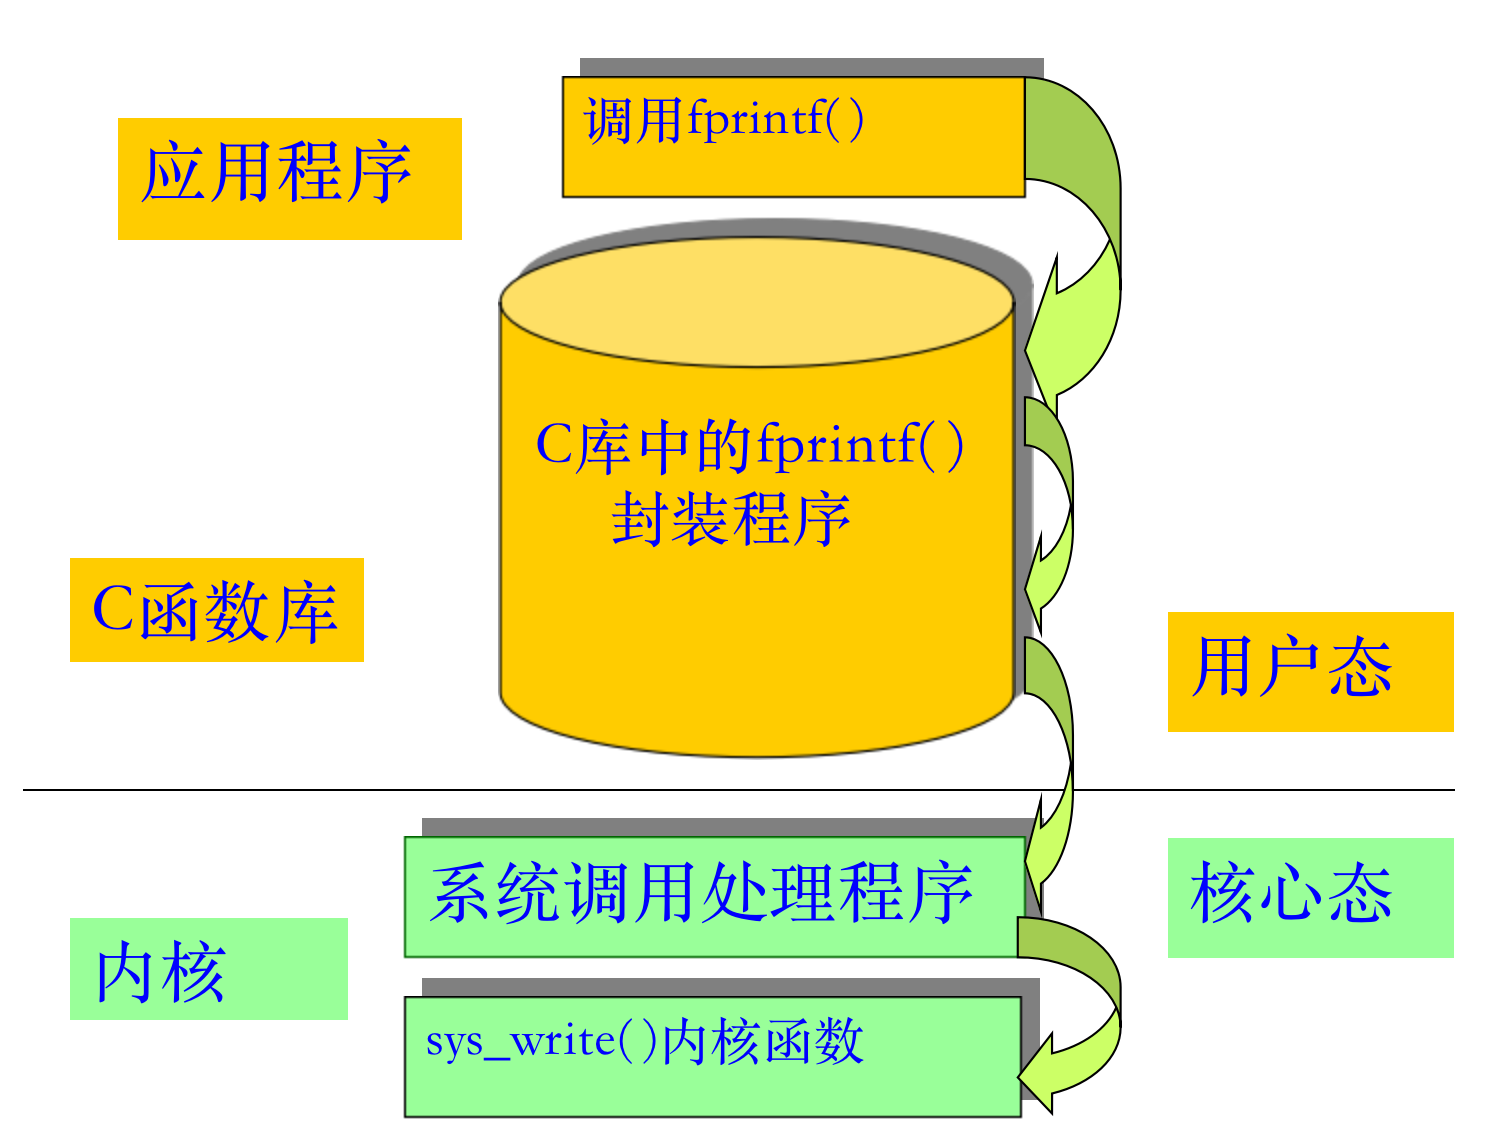 调用fprintf()
应用程序
C库中的fprintf()
封装程序
C函数库
用户态
系统调用处理程序
核心态
内核
sys_write()内核函数